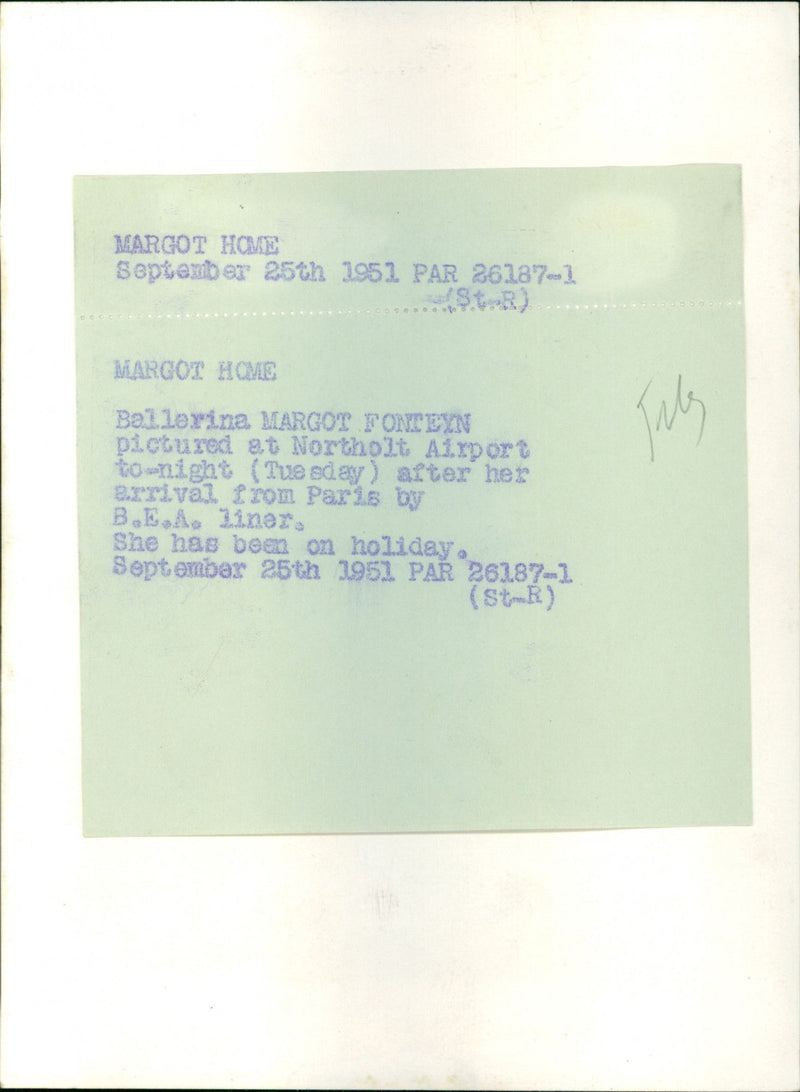 MARGOT HOME
September 25th 1951 PAR 26187-1
(St-R)
MARGOT HOME
Ballerina MARGOT FONTEYN
pictured at Northolt Airport
to-night (Tuesday) after her
arrival from Paris by
B.E.A. liner.
She has been on holiday.
September 25th 1951 PAR 26187-1
(St-R)